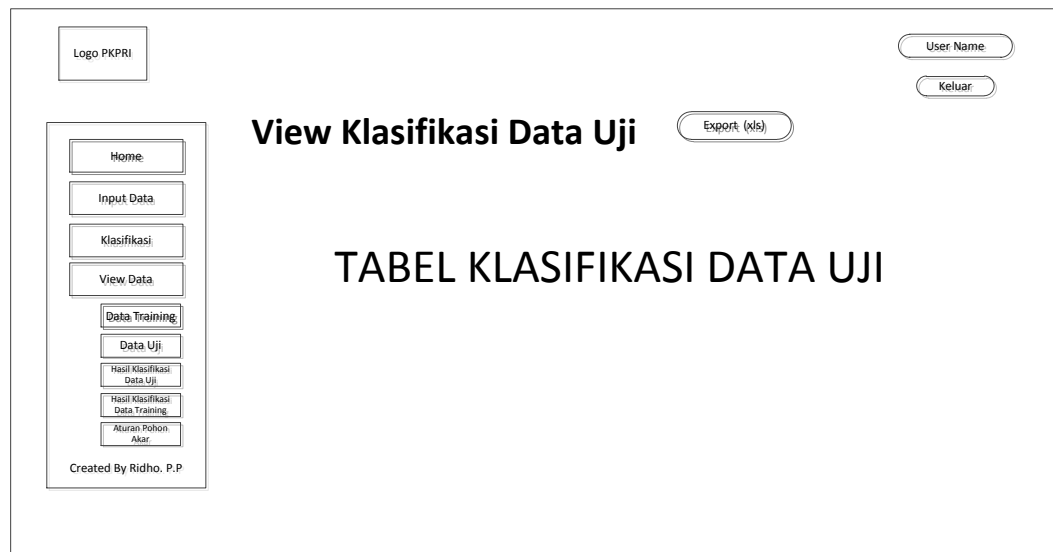 Logo PKPRI
User Name
Keluar
View Klasifikasi Data Uji
Export (xls)
Home
Input Data
Klasifikasi
View Data
Data Training
Data Uji
Hasil Klasifikasi
Data Uji
Hasil Klasifikasi
Data Training
Aturan Pohon
Akar
Created By Ridho. P.P
TABEL KLASIFIKASI DATA UJI